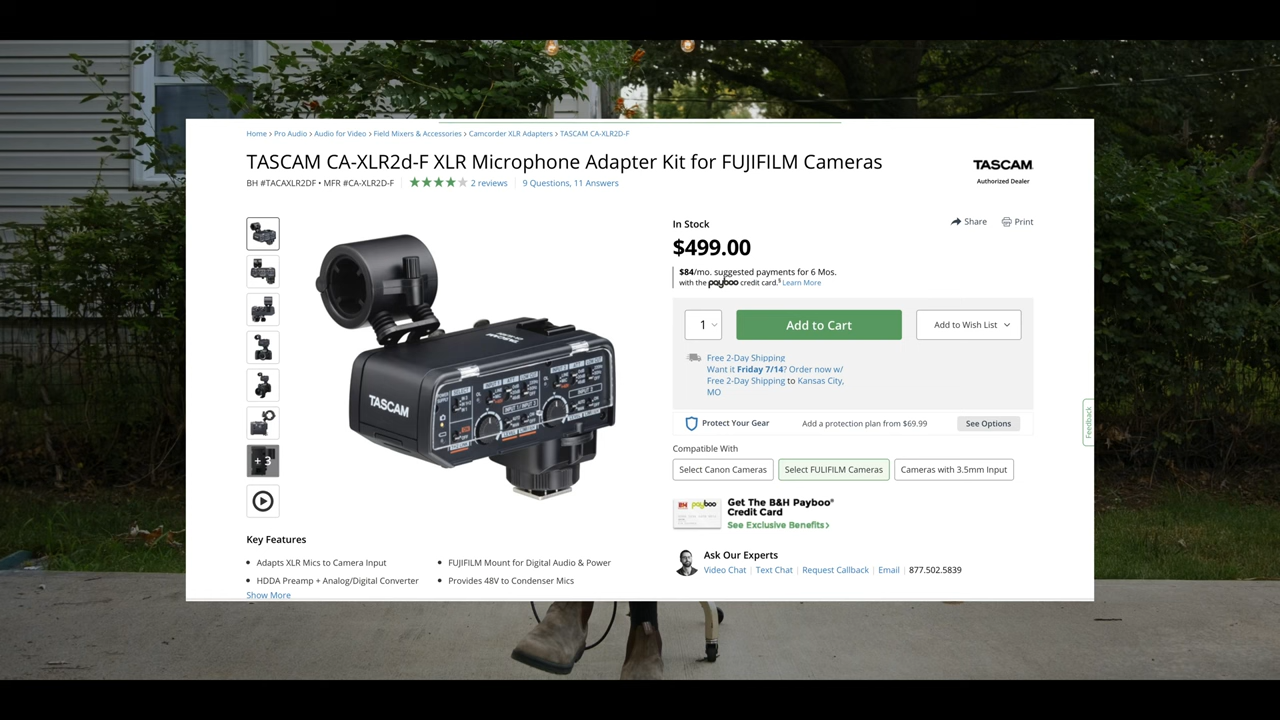 Home > Pro Audio > Audio for Video > Field Mixers & Accessories > Camcorder XLR Adapters > TASCAM CA-XLR2D-F
TASCAM CA-XLR2d-F XLR Microphone Adapter Kit for FUJIFILM Cameras
BH #TACAXLR2DF • MFR #CA-XLR2D-F
2 reviews
9 Questions, 11 Answers
TASCAM
Authorized Dealer
In Stock
Share
Print
$499.00
$84/mo. suggested payments for 6 Mos.
with the payboo credit card.§ Learn More
1
Add to Cart
Add to Wish List
Free 2-Day Shipping
Want it Friday 7/14? Order now w/
Free 2-Day Shipping to Kansas City,
MO
Protect Your Gear
Add a protection plan from $69.99
See Options
Compatible With
Select Canon Cameras
Select FULIFILM Cameras
Cameras with 3.5mm Input
Get The B&H Payboo®
Credit Card
See Exclusive Benefits >
Ask Our Experts
Video Chat | Text Chat | Request Callback | Email | 877.502.5839
Feedback
TASCAM
+ 3
Key Features
• Adapts XLR Mics to Camera Input
• HDDA Preamp + Analog/Digital Converter
• FUJIFILM Mount for Digital Audio & Power
• Provides 48V to Condenser Mics
Show More